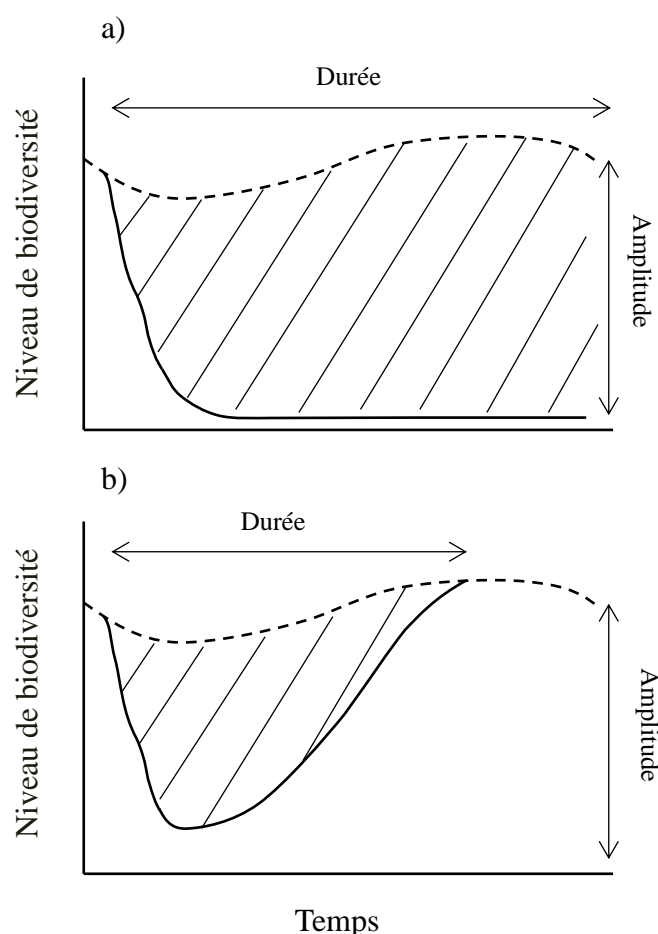 a)
Durée
Niveau de biodiversité
Amplitude
b)
Durée
Niveau de biodiversité
Amplitude
Temps